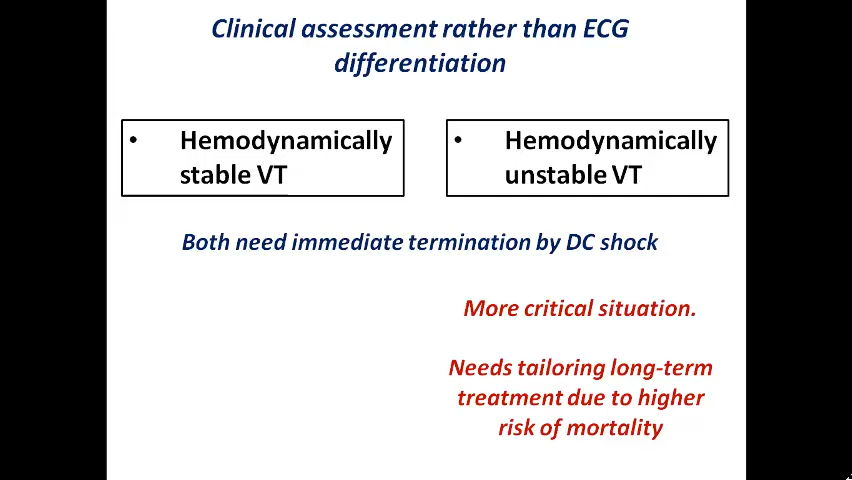 Clinical assessment rather than ECG
differentiation
• Hemodynamically
stable VT
• Hemodynamically
unstable VT
Both need immediate termination by DC shock
More critical situation.
Needs tailoring long-term
treatment due to higher
risk of mortality